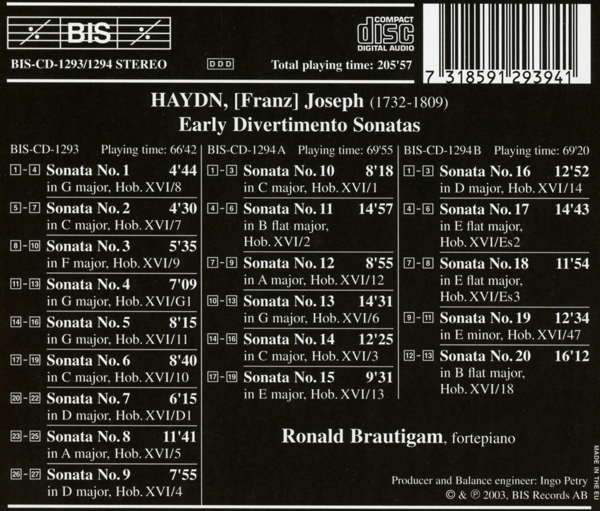 BIS
COMPACT
disc
DIGITAL AUDIO
BIS-CD-1293/1294 STEREO
DDD
Total playing time: 205'57
7 318591 293941
HAYDN, [Franz] Joseph (1732-1809)
Early Divertimento Sonatas
BIS-CD-1293 Playing time: 66'42
1-4 Sonata No. 1 4'44
in G major, Hob. XVI/8
5-7 Sonata No. 2 4'30
in C major, Hob. XVI/7
8-10 Sonata No. 3 5'35
in F major, Hob. XVI/9
11-13 Sonata No. 4 7'09
in G major, Hob. XVI/G1
14-16 Sonata No. 5 8'15
in G major, Hob. XVI/11
17-19 Sonata No. 6 8'40
in C major, Hob. XVI/10
20-22 Sonata No. 7 6'15
in D major, Hob. XVI/D1
23-25 Sonata No. 8 11'41
in A major, Hob. XVI/5
26-27 Sonata No. 9 7'55
in D major, Hob. XVI/4
BIS-CD-1294A Playing time: 69'55
1-3 Sonata No. 10 8'18
in C major, Hob. XVI/1
4-6 Sonata No. 11 14'57
in B flat major,
Hob. XVI/2
7-9 Sonata No. 12 8'55
in A major, Hob. XVI/12
10-13 Sonata No. 13 14'31
in G major, Hob. XVI/6
14-16 Sonata No. 14 12'25
in C major, Hob. XVI/3
17-19 Sonata No. 15 9'31
in E major, Hob. XVI/13
BIS-CD-1294B Playing time: 69'20
1-3 Sonata No. 16 12'52
in D major, Hob. XVI/14
4-6 Sonata No. 17 14'43
in E flat major,
Hob. XVI/Es2
7-8 Sonata No.18 11'54
in E flat major,
Hob. XVI/Es3
9-11 Sonata No. 19 12'34
in E minor, Hob. XVI/47
12-13 Sonata No. 20 16'12
in B flat major,
Hob. XVI/18
Ronald Brautigam, fortepiano
Producer and Balance engineer: Ingo Petry
© & ℗ 2003, BIS Records AB
MADE IN THE EU